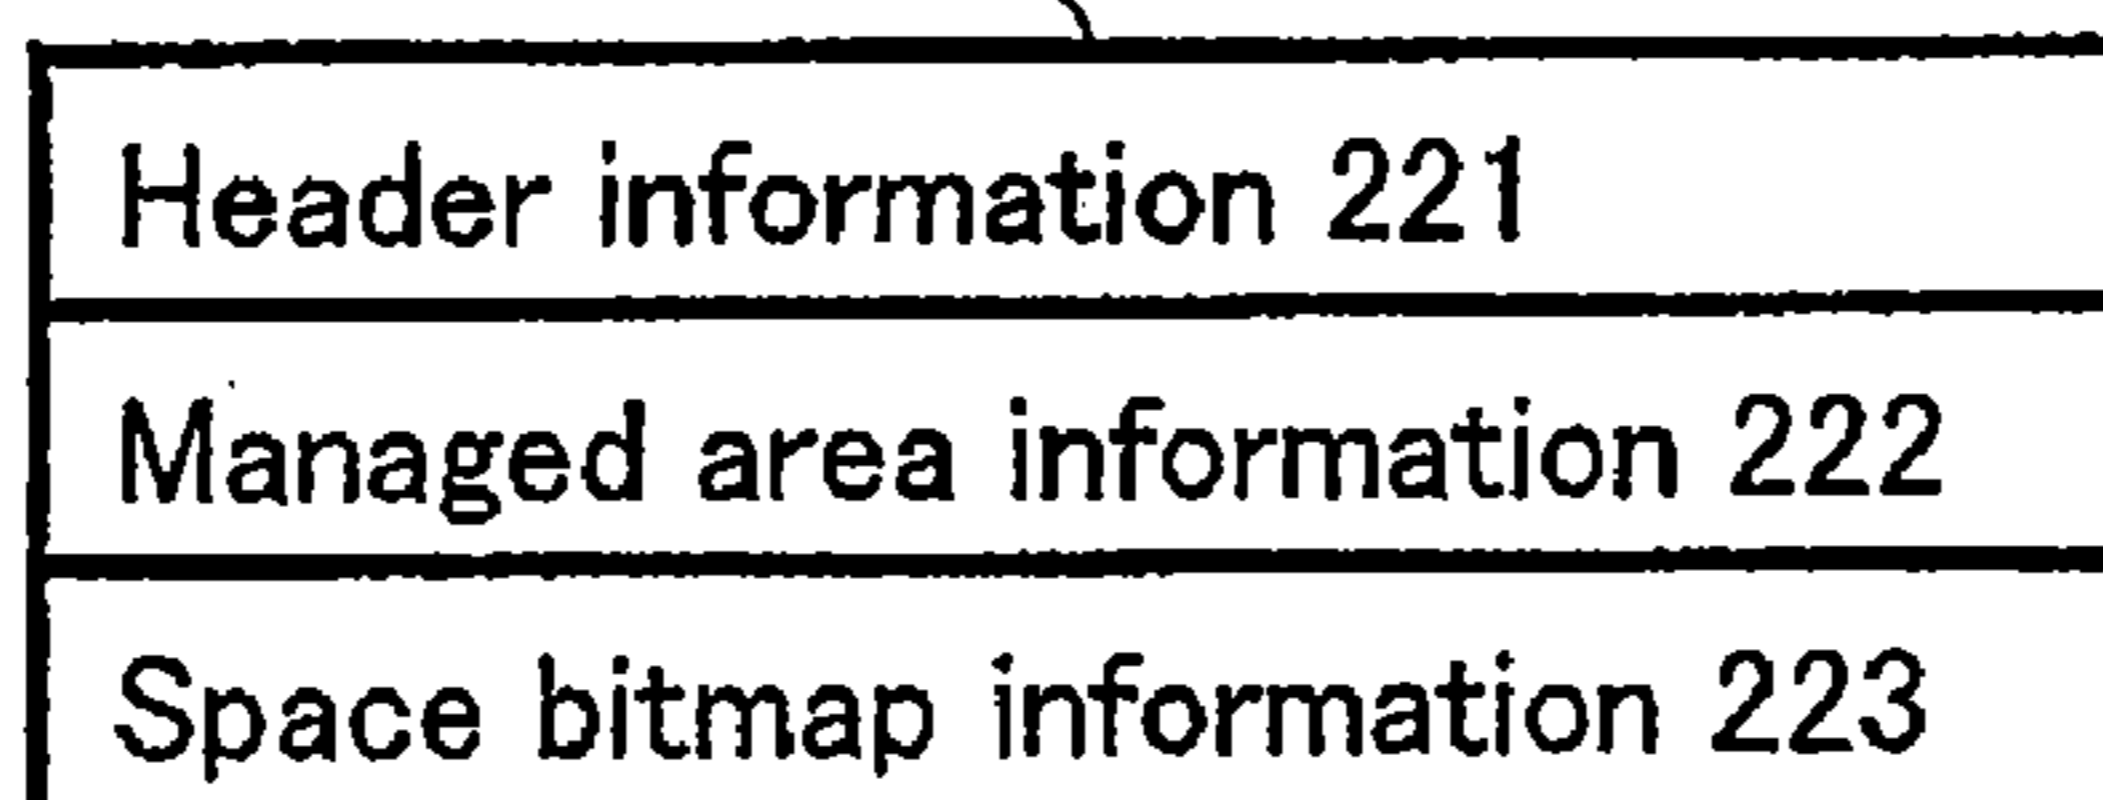 Header information 221
Managed area information 222
Space bitmap information 223